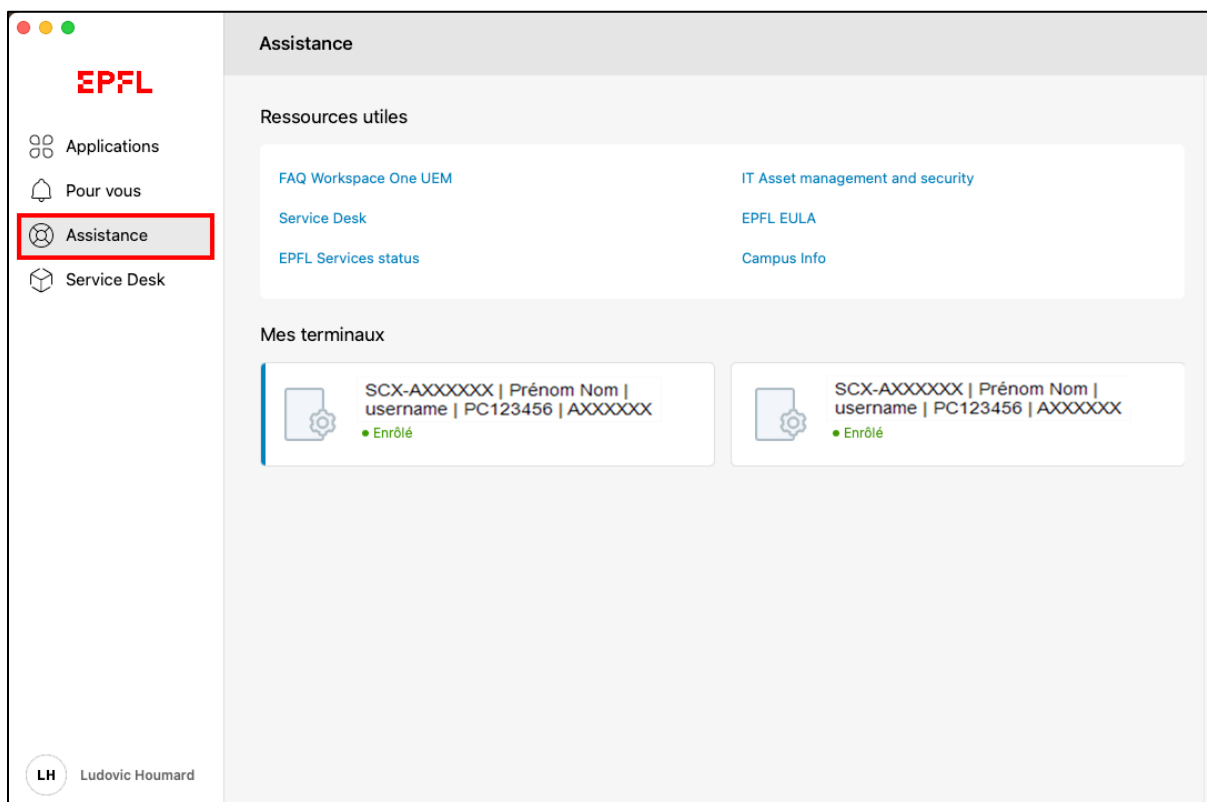 Assistance
EPFL
Applications
Pour vous
Assistance
Service Desk
Ressources utiles
FAQ Workspace One UEM
IT Asset management and security
Service Desk
EPFL EULA
EPFL Services status
Campus Info
Mes terminaux
SCX-AXXXXXX | Prénom Nom |
username | PC123456 | AXXXXXX
• Enrôlé
SCX-AXXXXXX | Prénom Nom |
username | PC123456 | AXXXXXX
• Enrôlé
LH Ludovic Houmard